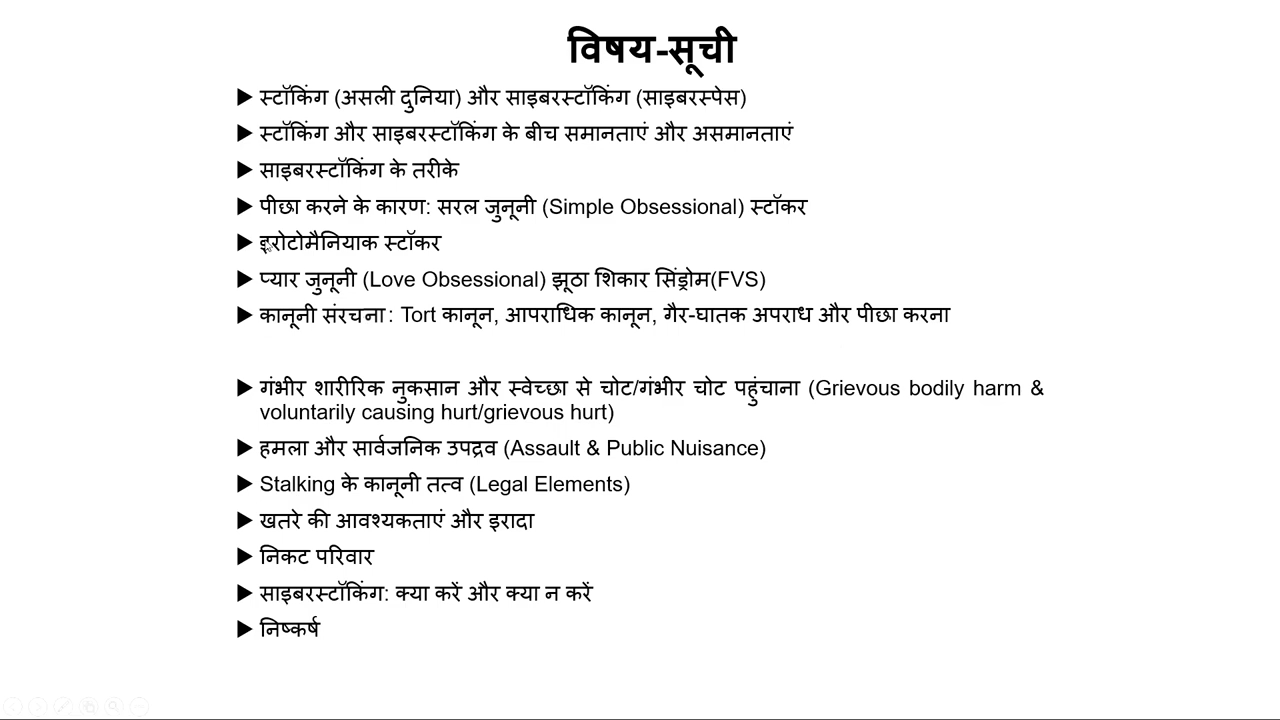 विषय-सूची
▶ स्टॉकिंग (असली दुनिया) और साइबरस्टॉकिंग (साइबरस्पेस)
▶ स्टॉकिंग और साइबरस्टॉकिंग के बीच समानताएं और असमानताएं
▶ साइबरस्टॉकिंग के तरीके
▶ पीछा करने के कारण: सरल जुनूनी (Simple Obsessional) स्टॉकर
▶ इरोटोमैनियाक स्टॉकर
▶ प्यार जुनूनी (Love Obsessional) झूठा शिकार सिंड्रोम(FVS)
▶ कानूनी संरचना: Tort कानून, आपराधिक कानून, गैर-घातक अपराध और पीछा करना
▶ गंभीर शारीरिक नुकसान और स्वेच्छा से चोट/गंभीर चोट पहुंचाना (Grievous bodily harm &
voluntarily causing hurt/grievous hurt)
▶ हमला और सार्वजनिक उपद्रव (Assault & Public Nuisance)
▶ Stalking के कानूनी तत्व (Legal Elements)
▶ खतरे की आवश्यकताएं और इरादा
▶ निकट परिवार
▶ साइबरस्टॉकिंग: क्या करें और क्या न करें
▶ निष्कर्ष